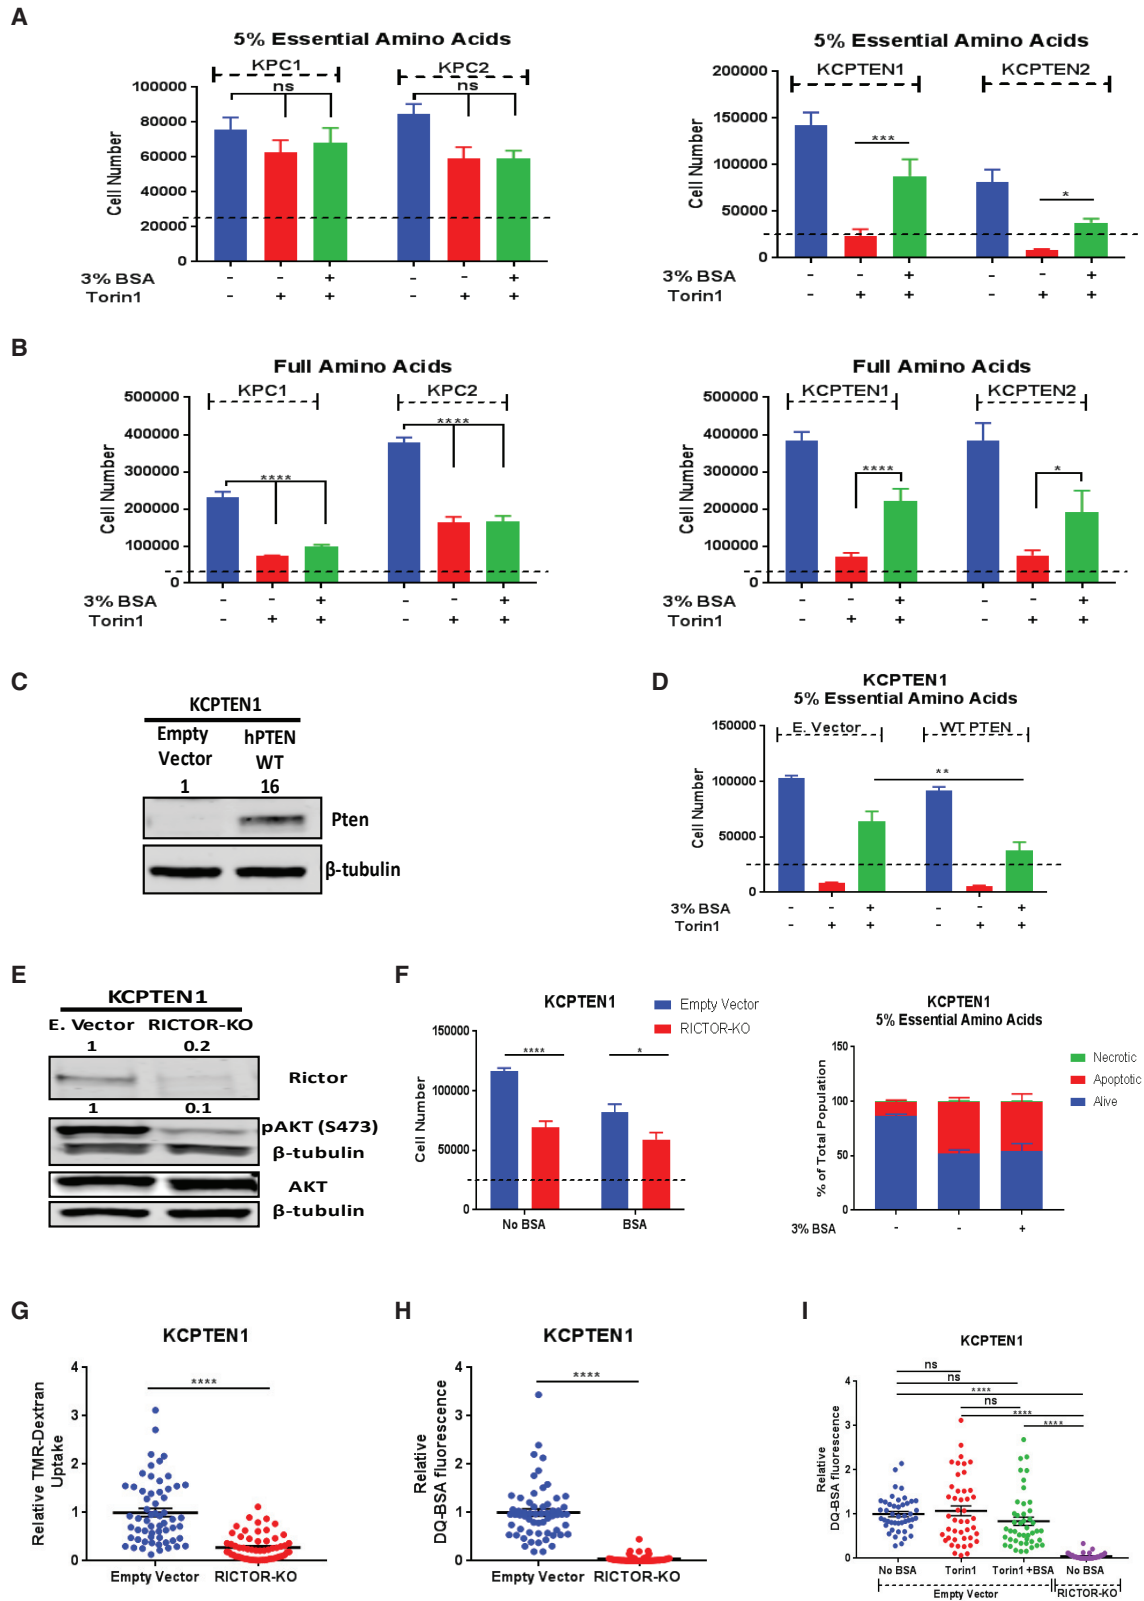 A
5% Essential Amino Acids
KPC1
KPC2
ns
ns
Cell Number
100000
80000
60000
40000
20000
0
3% BSA - - + - - +
Torin1 - + + - + +
5% Essential Amino Acids
KCPTEN1
KCPTEN2
***
*
Cell Number
200000
150000
100000
50000
0
3% BSA - - + - - +
Torin1 - + + - + +
B
Full Amino Acids
KPC1
KPC2
****
****
Cell Number
500000
400000
300000
200000
100000
0
3% BSA - - + - - +
Torin1 - + + - + +
Full Amino Acids
KCPTEN1
KCPTEN2
****
*
Cell Number
500000
400000
300000
200000
100000
0
3% BSA - - + - - +
Torin1 - + + - + +
C
KCPTEN1
Empty Vector
hPTEN WT
1 16
Pten
β-tubulin
D
KCPTEN1
5% Essential Amino Acids
E. Vector
WT PTEN
**
Cell Number
150000
100000
50000
0
3% BSA - - + - - +
Torin1 - + + - + +
E
KCPTEN1
E. Vector RICTOR-KO
1 0.2
Rictor
1 0.1
pAKT (S473)
β-tubulin
AKT
β-tubulin
F
KCPTEN1
Empty Vector
RICTOR-KO
****
*
Cell Number
150000
100000
50000
0
No BSA BSA
KCPTEN1
5% Essential Amino Acids
Necrotic
Apoptotic
Alive
% of Total Population
150
100
50
0
3% BSA - - +
G
KCPTEN1
****
Relative TMR-Dextran
Uptake
4
3
2
1
0
Empty Vector RICTOR-KO
H
KCPTEN1
****
Relative
DQ-BSA fluorescence
4
3
2
1
0
Empty Vector RICTOR-KO
I
KCPTEN1
ns
ns
****
ns
****
****
Relative
DQ-BSA fluorescence
4
3
2
1
0
No BSA Torin1 Torin1 +BSA No BSA
Empty Vector RICTOR-KO